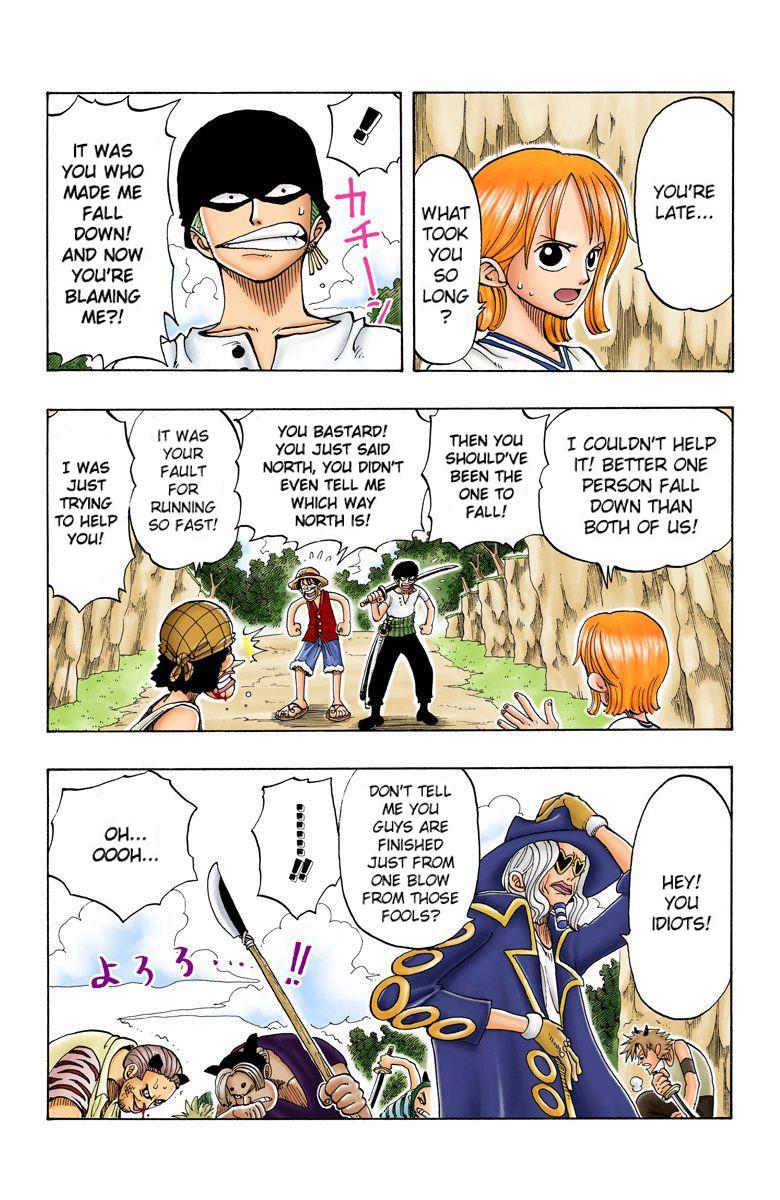 YOU'RE
LATE...
WHAT
TOOK
YOU
SO
LONG
?
!!
IT WAS
YOU WHO
MADE ME
FALL
DOWN!
AND NOW
YOU'RE
BLAMING
ME?!
カチーン
I COULDN'T HELP
IT! BETTER ONE
PERSON FALL
DOWN THAN
BOTH OF US!
THEN YOU
SHOULD'VE
BEEN THE
ONE TO
FALL!
YOU BASTARD!
YOU JUST SAID
NORTH, YOU DIDN'T
EVEN TELL ME
WHICH WAY
NORTH IS!
IT WAS
YOUR
FAULT
FOR
RUNNING
SO FAST!
I WAS
JUST
TRYING
TO HELP
YOU!
HEY!
YOU
IDIOTS!
DON'T TELL
ME YOU
GUYS ARE
FINISHED
JUST FROM
ONE BLOW
FROM THOSE
FOOLS?
......!!
OH...
OOOH...
よろろ… !!